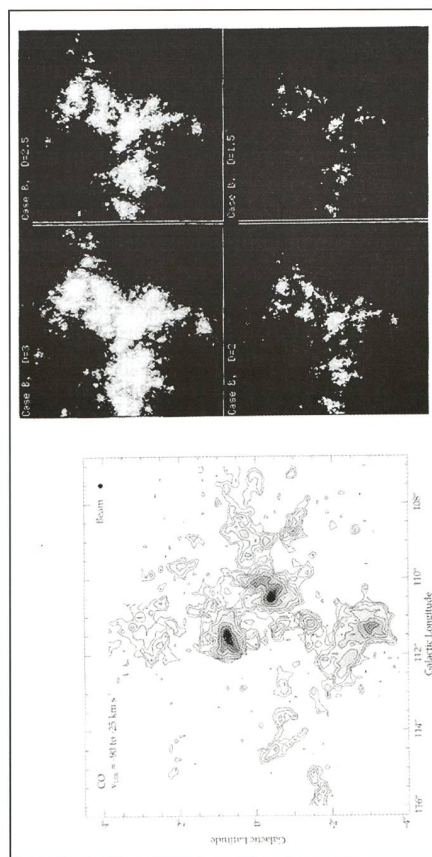 Case B,  D=3
Case B,  D=2.5
Case B,  D=2
Case B,  D=1.5
CO
Beam
Galactic Latitude
116°
114°
112°
110°
108°
Galactic Longitude